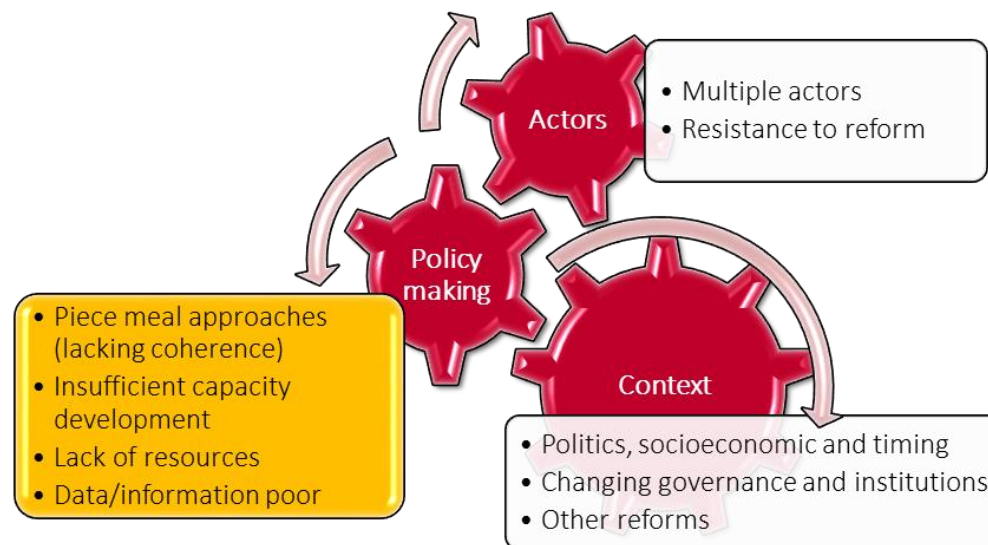 Actors
• Multiple actors
• Resistance to reform
Policy
making
• Piece meal approaches
(lacking coherence)
• Insufficient capacity
development
• Lack of resources
• Data/information poor
Context
• Politics, socioeconomic and timing
• Changing governance and institutions
• Other reforms